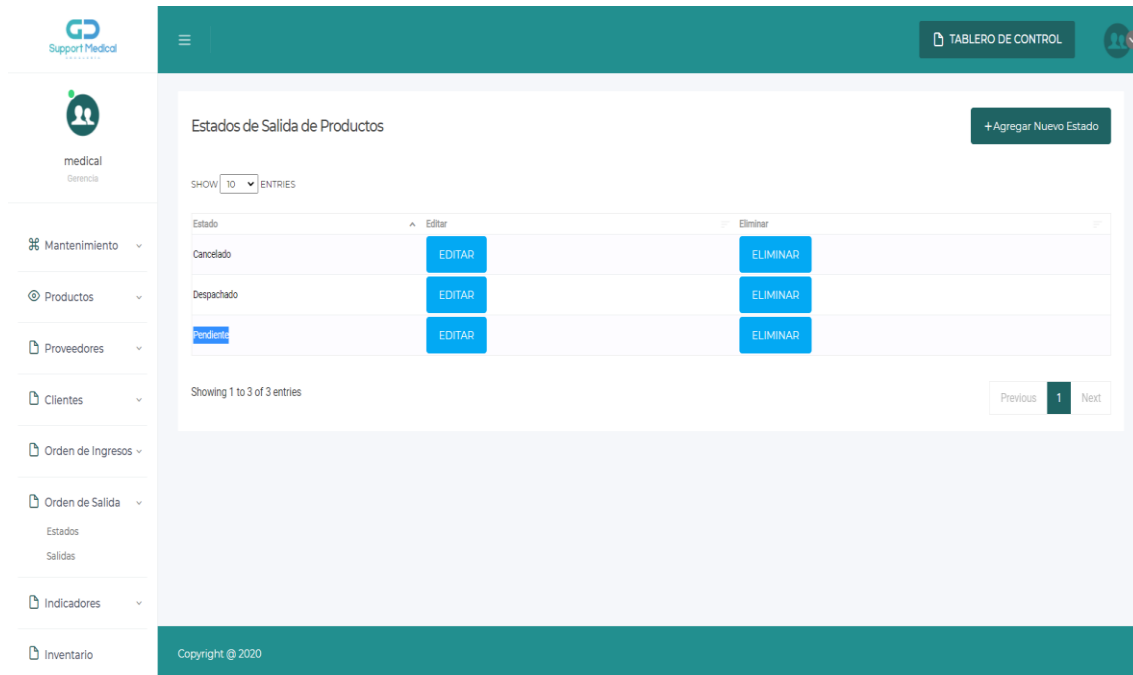 GD
Support Medical
TABLERO DE CONTROL
medical
Gerencia
Mantenimiento
Productos
Proveedores
Clientes
Orden de Ingresos
Orden de Salida
Estados
Salidas
Indicadores
Inventario
Estados de Salida de Productos
+Agregar Nuevo Estado
SHOW 10 ENTRIES
Estado Editar Eliminar
Cancelado EDITAR ELIMINAR
Despachado EDITAR ELIMINAR
Pendiente EDITAR ELIMINAR
Showing 1 to 3 of 3 entries
Previous 1 Next
Copyright @ 2020